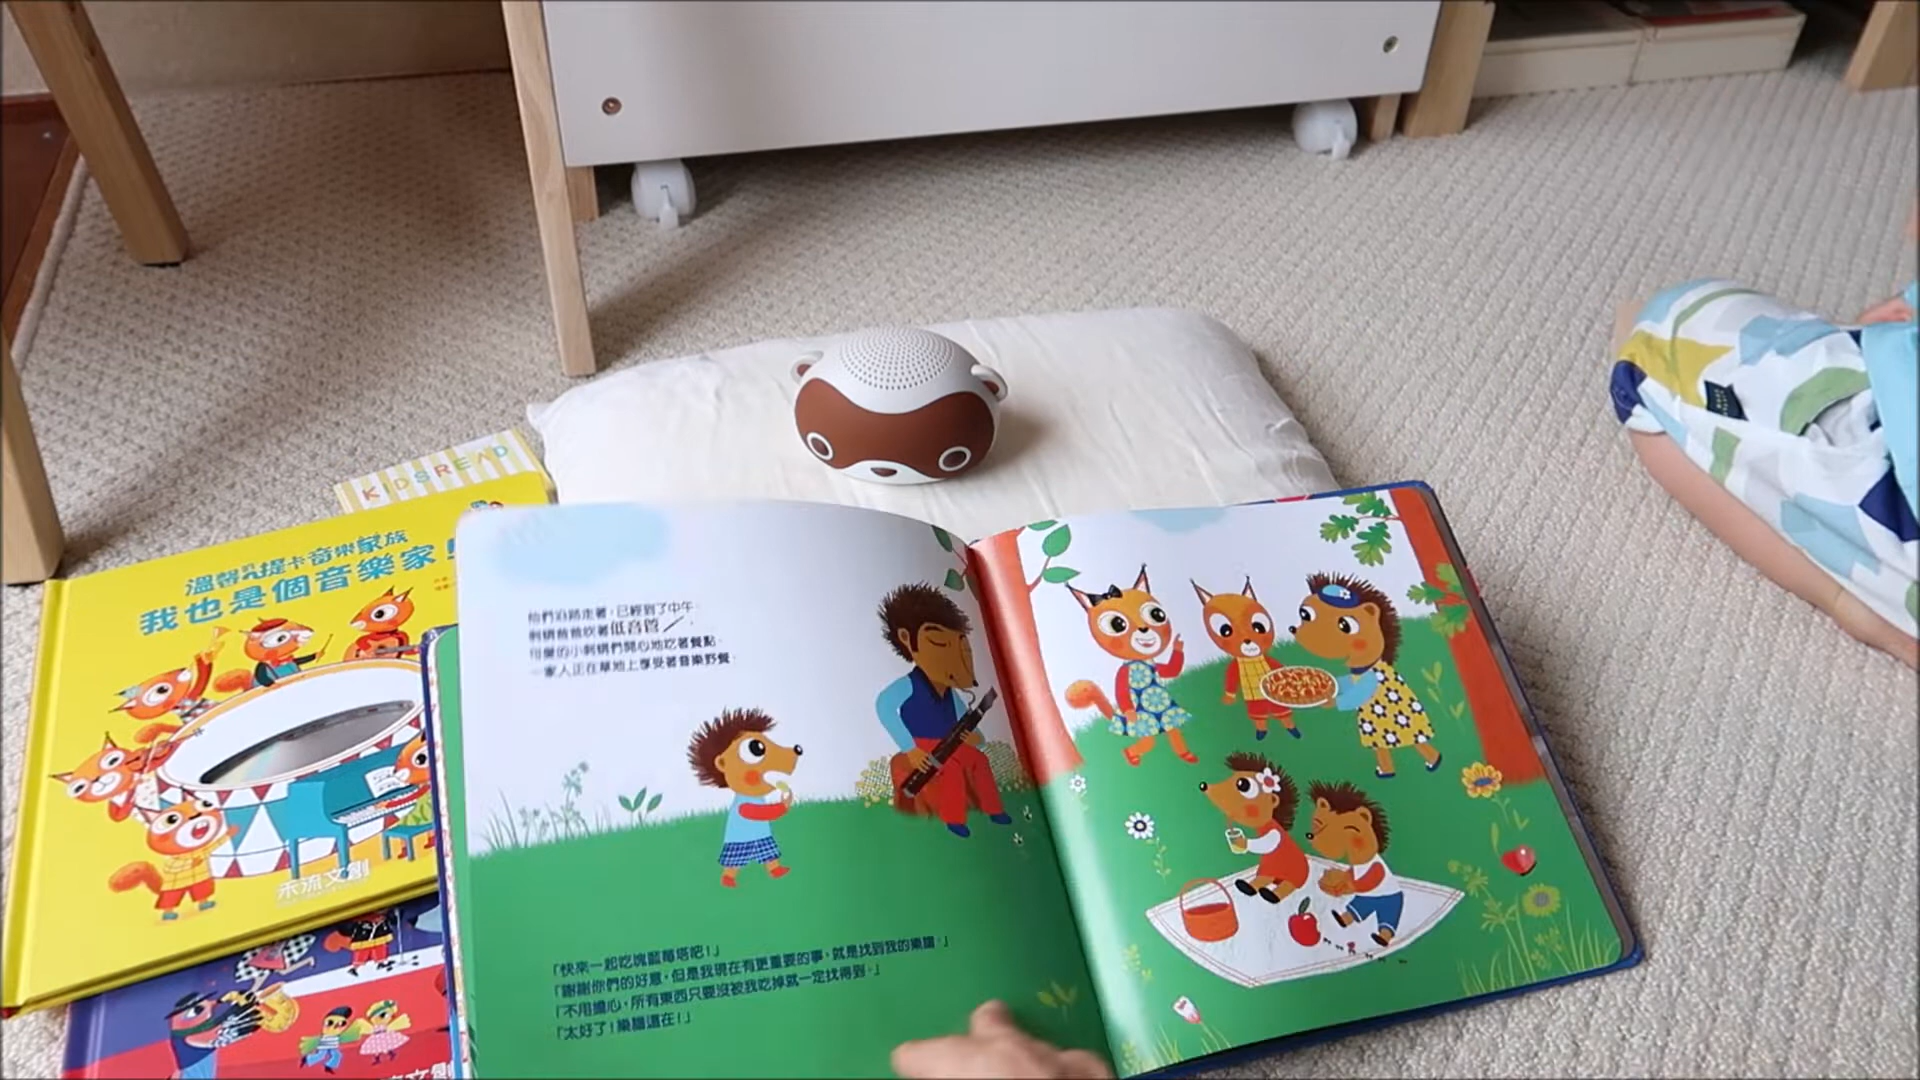 KIDSREAD
溫馨的提卡音樂家族
我也是個音樂家!
禾流文創
他們沿路走著,已經到了中午。
刺蝟爸爸吹著低音管,
可愛的小刺蝟們開心地吃著餐點。
一家人正在草地上享受著音樂野餐。
「快來一起吃塊藍莓塔吧!」
「謝謝你們的好意,但是我現在有更重要的事,就是找到我的樂譜。」
「不用擔心,所有東西只要沒被我吃掉就一定找得到。」
「太好了!樂譜還在!」